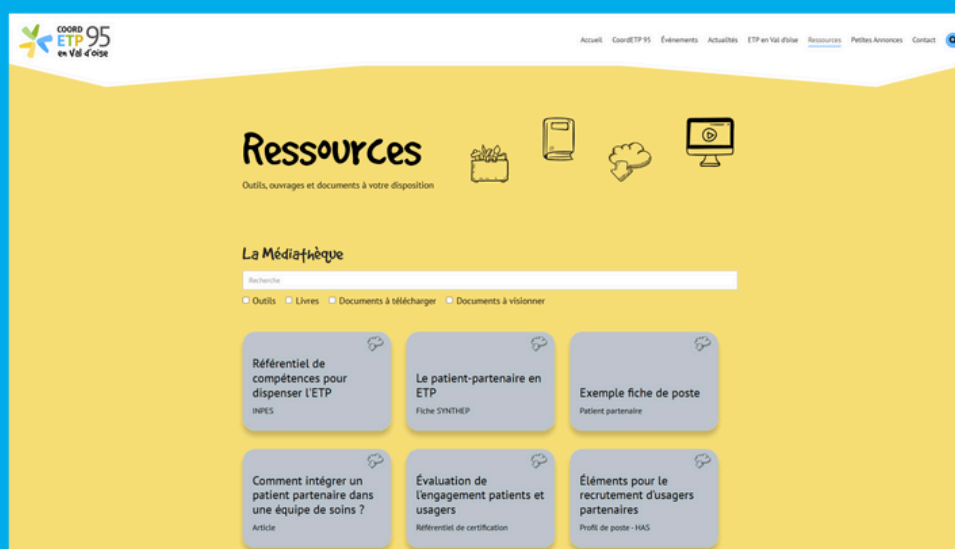 COORD
ETP 95
en Val d'oise
Accueil CoordETP 95 Événements Actualités ETP en Val d'oise Ressources Petites Annonces Contact
Ressources
Outils, ouvrages et documents à votre disposition
La Médiathèque
Recherche
Outils Livres Documents à télécharger Documents à visionner
Référentiel de
compétences pour
dispenser l'ETP
INPES
Le patient-partenaire en
ETP
Fiche SYNTHEP
Exemple fiche de poste
Patient partenaire
Comment intégrer un
patient partenaire dans
une équipe de soins ?
Article
Évaluation de
l'engagement patients et
usagers
Référentiel de certification
Éléments pour le
recrutement d'usagers
partenaires
Profil de poste - HAS